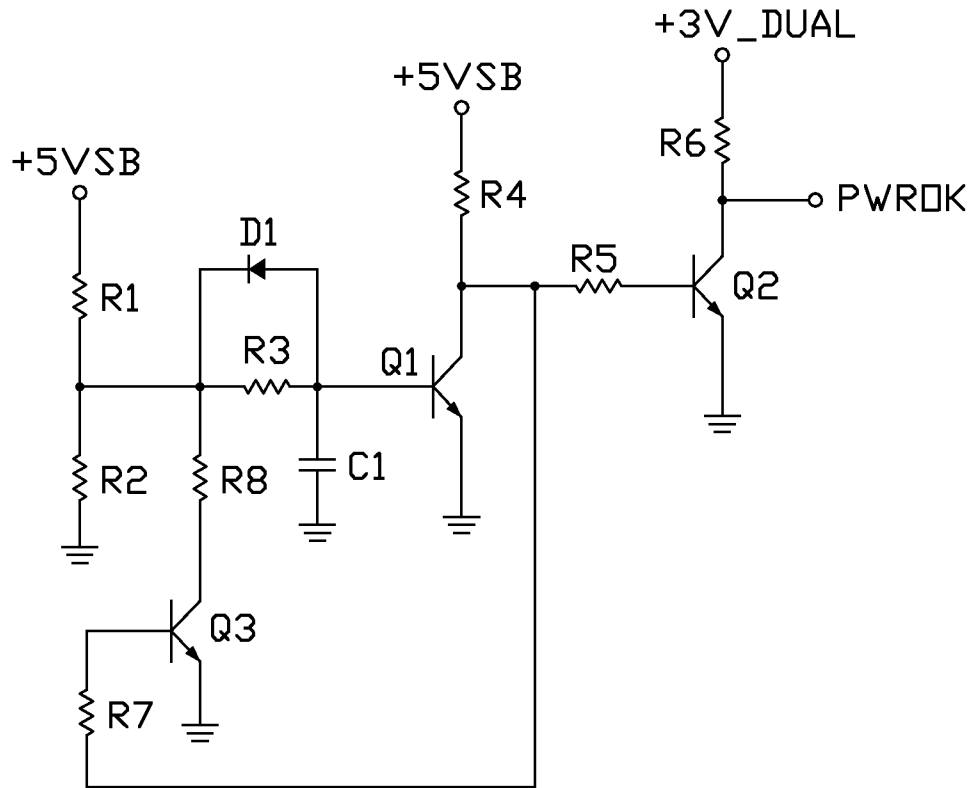 +3V_DUAL
+5VSB
R6
+5VSB
R4
PWROK
D1
R5
Q2
R1
R3
Q1
R2
R8
C1
Q3
R7